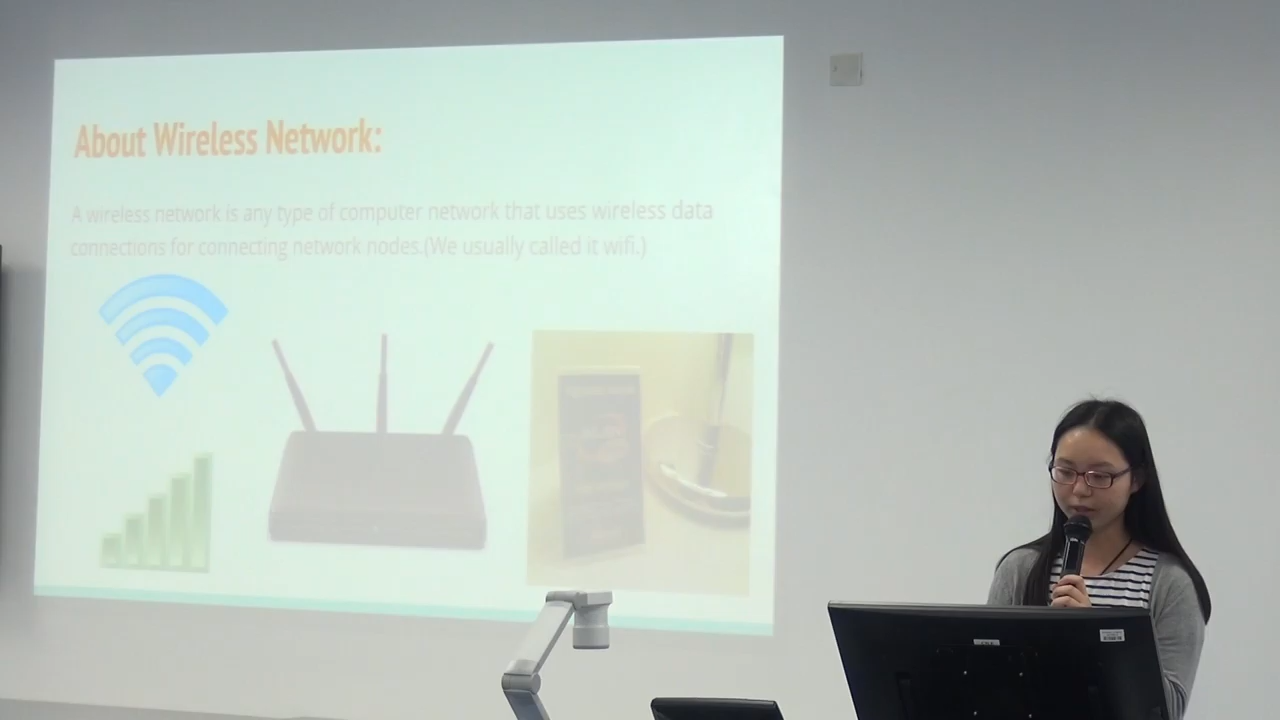 About Wireless Network:
A wireless network is any type of computer network that uses wireless data
connections for connecting network nodes.(We usually called it wifi.)